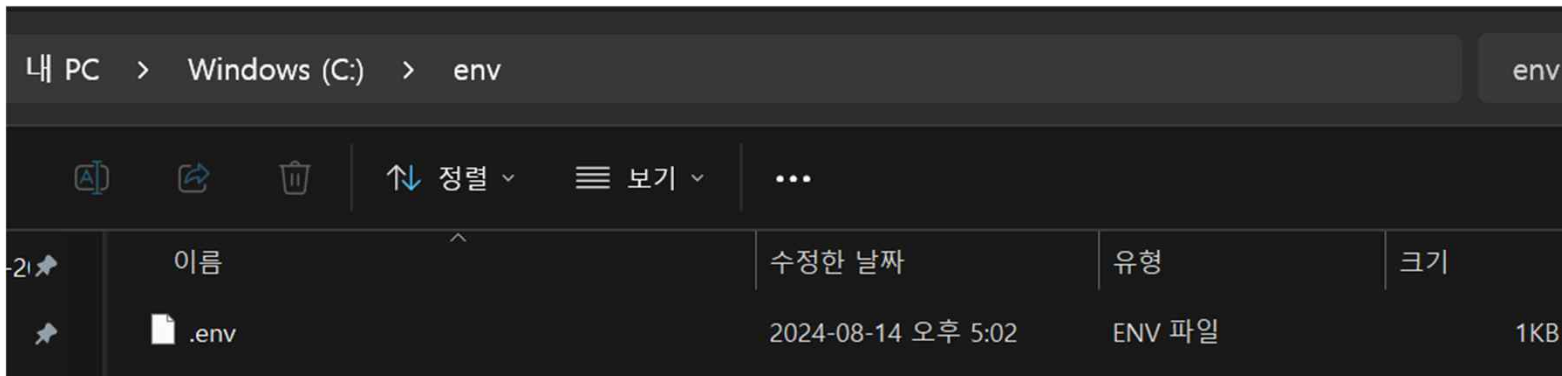 내 PC > Windows (C:) > env
env
정렬 보기
이름 수정한 날짜 유형 크기
.env 2024-08-14 오후 5:02 ENV 파일 1KB